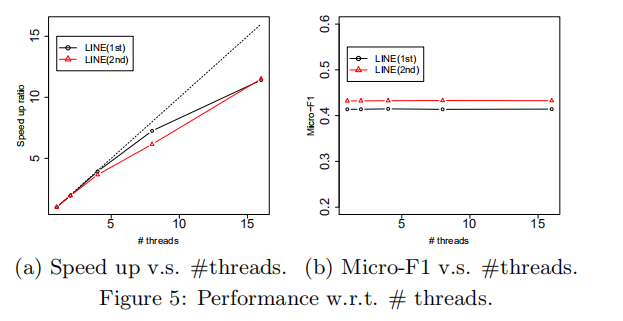 15
10
5
Speed up ratio
LINE(1st)
LINE(2nd)
5
10
15
# threads
0.6
0.5
0.4
0.3
0.2
Micro−F1
LINE(1st)
LINE(2nd)
5
10
15
# threads
(a) Speed up v.s. #threads.
(b) Micro-F1 v.s. #threads.
Figure 5: Performance w.r.t. # threads.